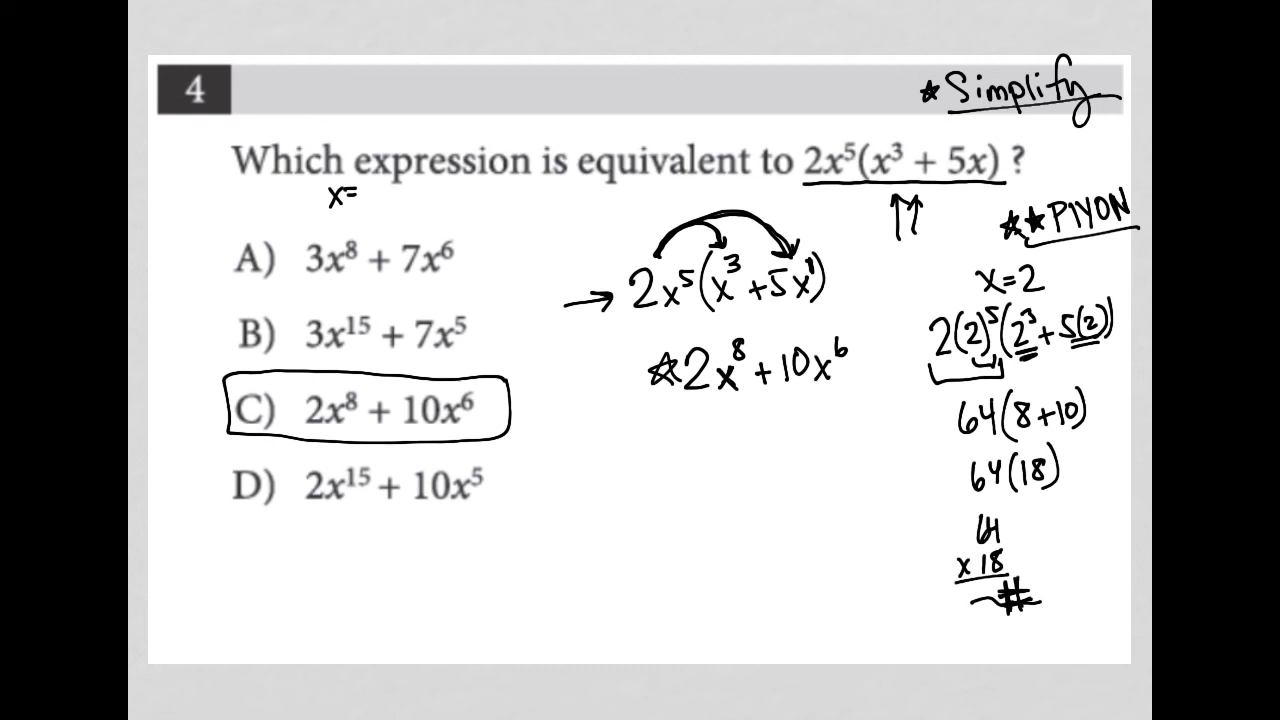 4
★Simplify
Which expression is equivalent to 2x⁵(x³ + 5x) ?
x=
★★PIYON
A) 3x⁸ + 7x⁶
B) 3x¹⁵ + 7x⁵
C) 2x⁸ + 10x⁶
D) 2x¹⁵ + 10x⁵
→ 2x⁵(x³ + 5x¹)
☆2x⁸ + 10x⁶
x=2
2(2)⁵(2³ + 5(2))
64(8+10)
64(18)
64
x 18
#